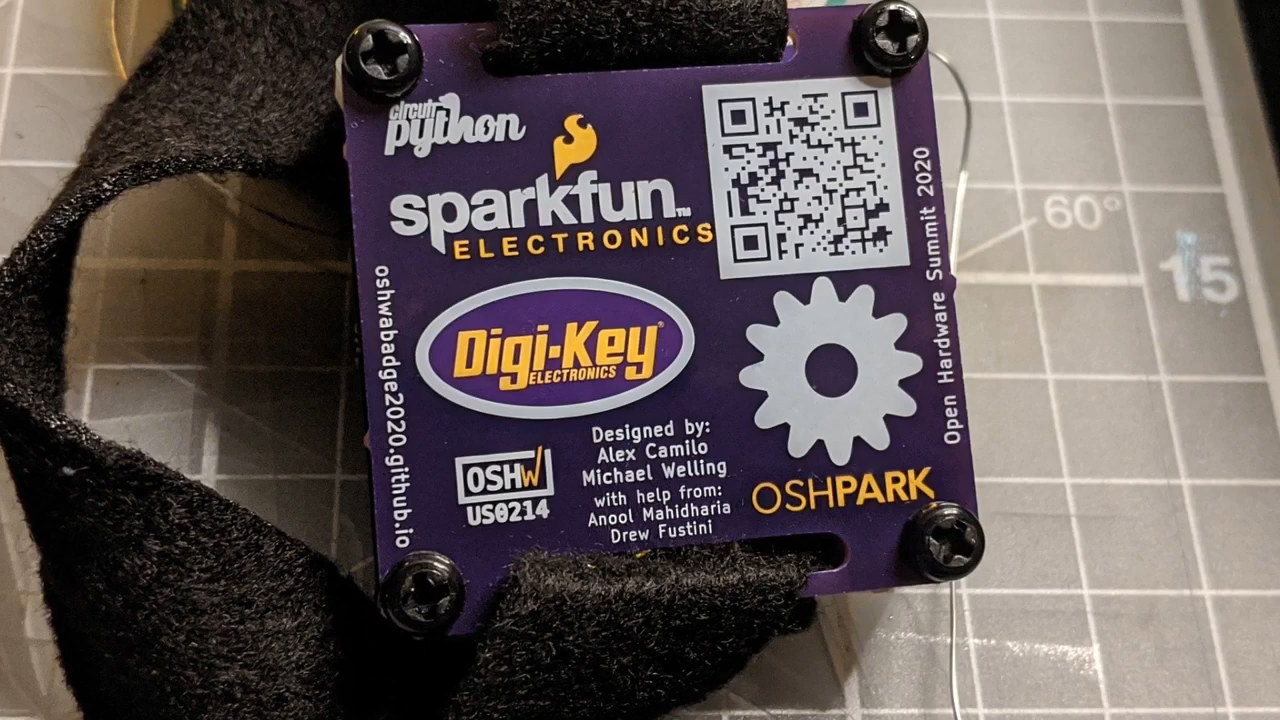 circuit
python
sparkfun™
ELECTRONICS
Open Hardware Summit 2020
oshwabadge2020.github.io
Digi-Key®
ELECTRONICS
Designed by:
Alex Camilo
Michael Welling
with help from:
Anool Mahidharia
Drew Fustini
OSHW
US0214
OSHPARK
60°
15